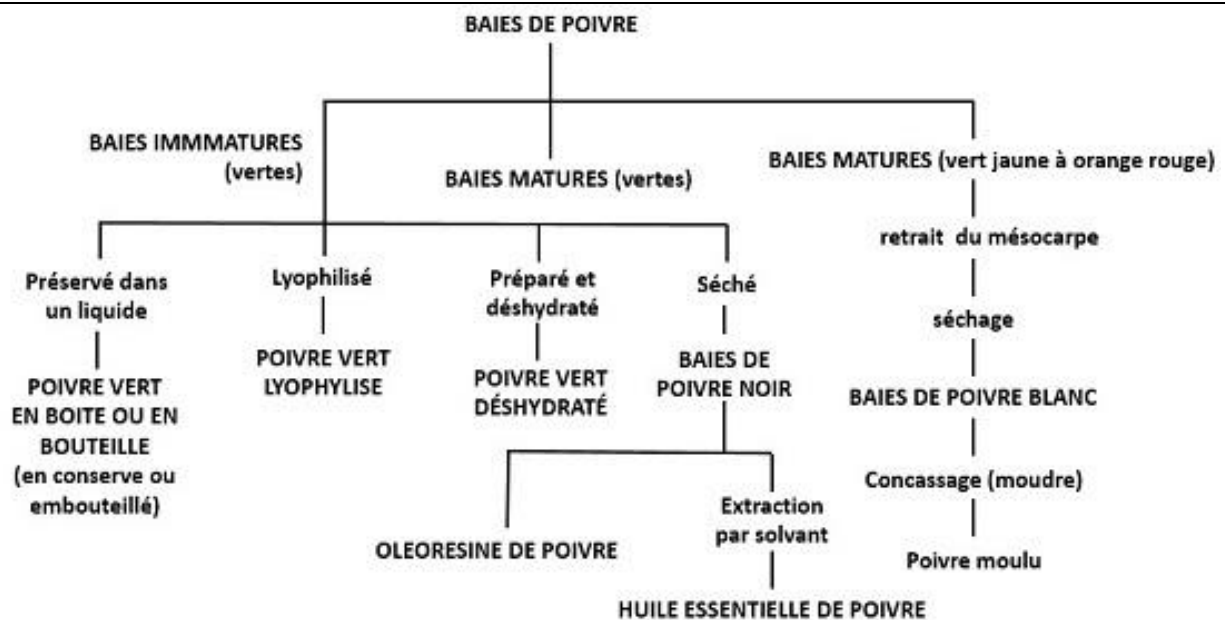 BAIES DE POIVRE
BAIES IMMMATURES
(vertes)
BAIES MATURES (vertes)
BAIES MATURES (vert jaune à orange rouge)
Préservé dans
un liquide
POIVRE VERT
EN BOITE OU EN
BOUTEILLE
(en conserve ou
embouteillé)
Lyophilisé
POIVRE VERT
LYOPHYLISE
Préparé et
déshydraté
POIVRE VERT
DÉSHYDRATÉ
Séché
BAIES DE
POIVRE NOIR
OLEORESINE DE POIVRE
Extraction
par solvant
HUILE ESSENTIELLE DE POIVRE
retrait du mésocarpe
séchage
BAIES DE POIVRE BLANC
Concassage (moudre)
Poivre moulu